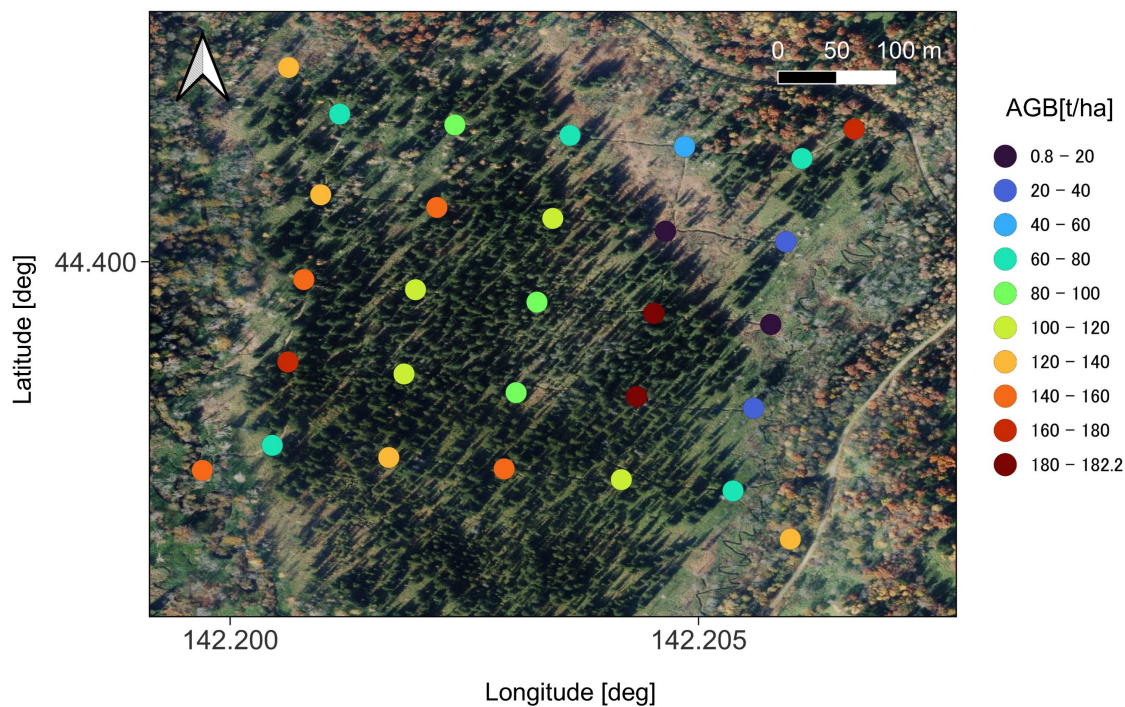 0 50 100 m
AGB[t/ha]
0.8 – 20
20 – 40
40 – 60
60 – 80
80 – 100
100 – 120
120 – 140
140 – 160
160 – 180
180 – 182.2
Latitude [deg]
44.400
142.200 142.205
Longitude [deg]